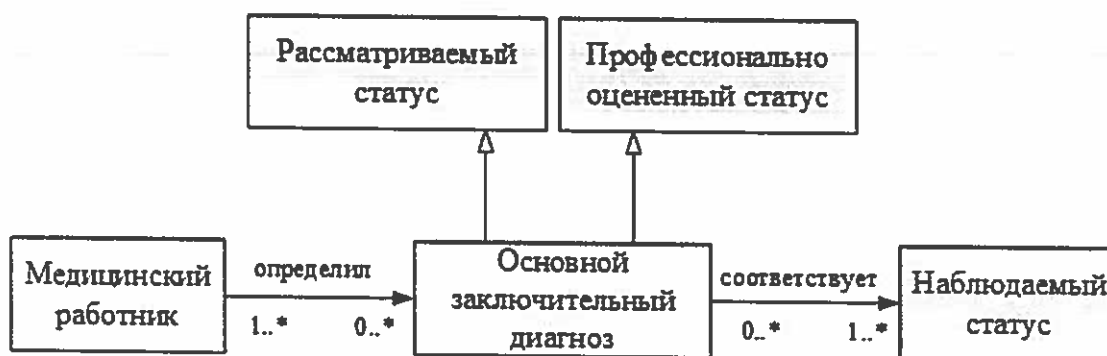 Рассматриваемый
статус
Профессионально
оцененный статус
Медицинский
работник
определил
1..*
0..*
Основной
заключительный
диагноз
соответствует
0..*
1..*
Наблюдаемый
статус